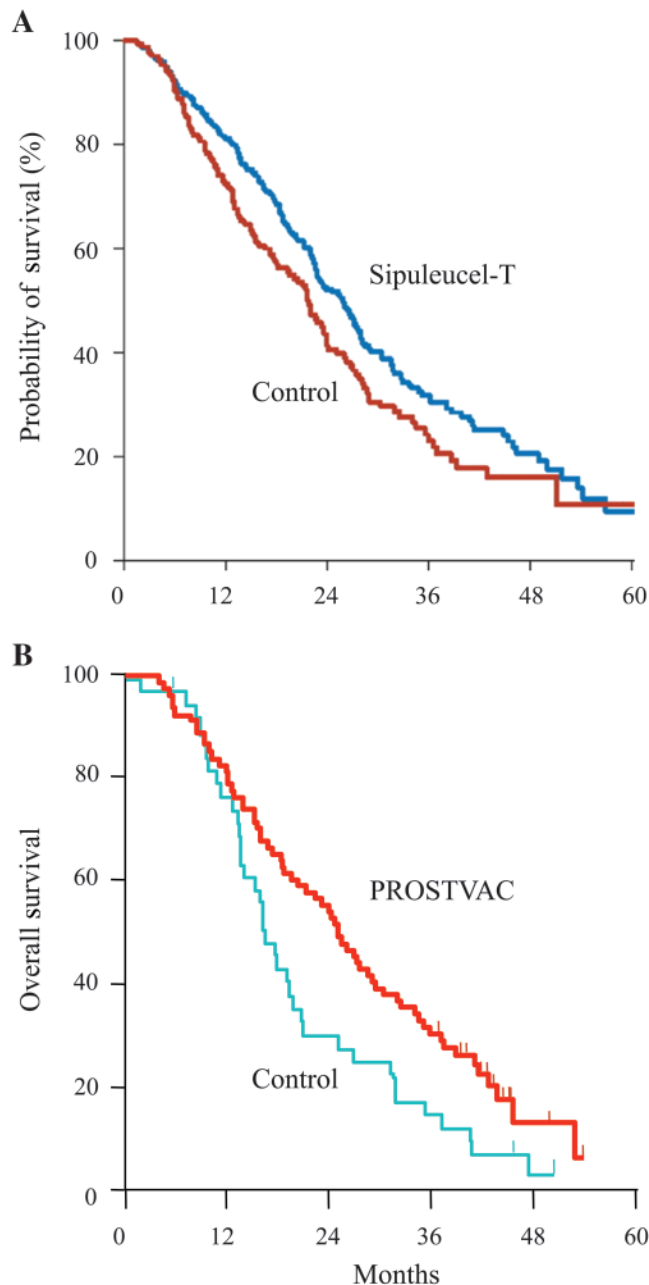 A
100
80
60
40
20
0
Probability of survival (%)
Sipuleucel-T
Control
0 12 24 36 48 60
B
100
80
60
40
20
0
Overall survival
PROSTVAC
Control
0 12 24 36 48 60
Months